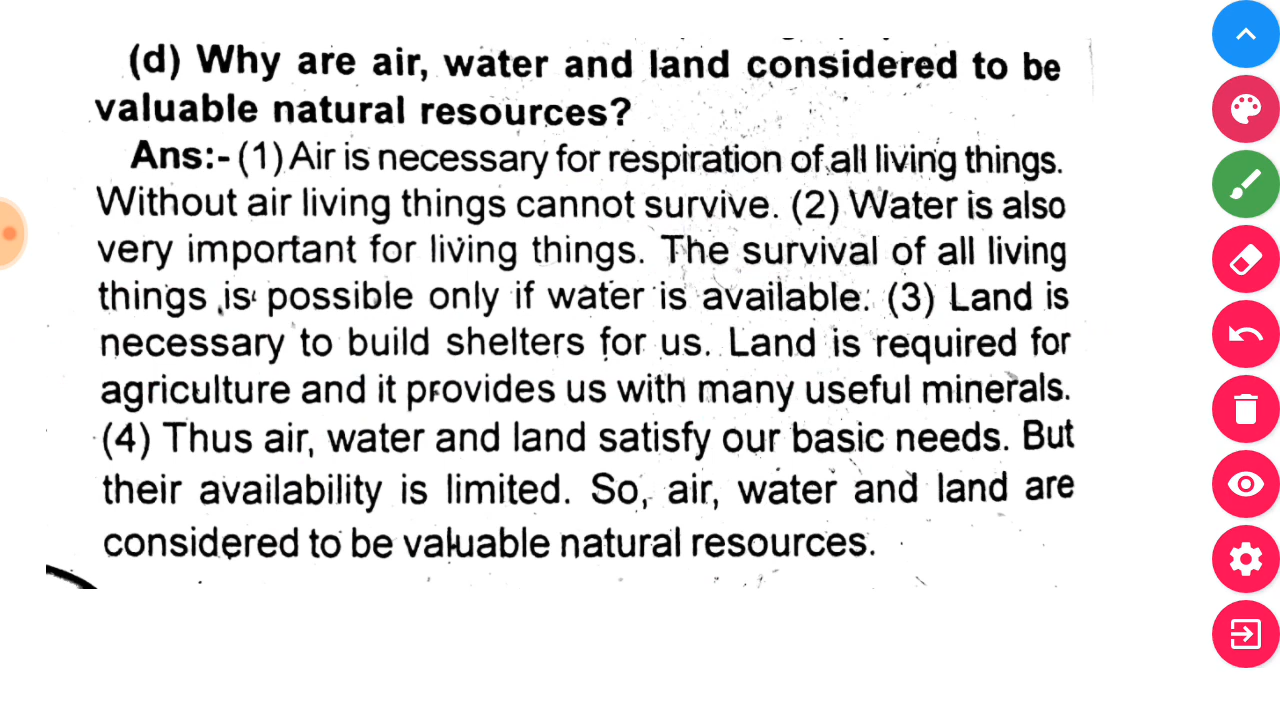 (d) Why are air, water and land considered to be
valuable natural resources?
Ans:- (1) Air is necessary for respiration of all living things.
Without air living things cannot survive. (2) Water is also
very important for living things. The survival of all living
things is possible only if water is available. (3) Land is
necessary to build shelters for us. Land is required for
agriculture and it provides us with many useful minerals.
(4) Thus air, water and land satisfy our basic needs. But
their availability is limited. So, air, water and land are
considered to be valuable natural resources.